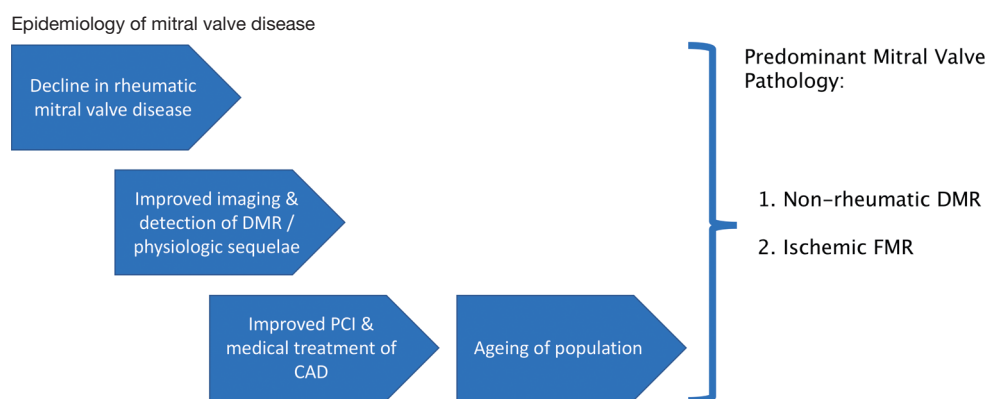 Epidemiology of mitral valve disease
Decline in rheumatic
mitral valve disease
Improved imaging &
detection of DMR /
physiologic sequelae
Improved PCI &
medical treatment of
CAD
Ageing of population
Predominant Mitral Valve
Pathology:
1. Non-rheumatic DMR
2. Ischemic FMR